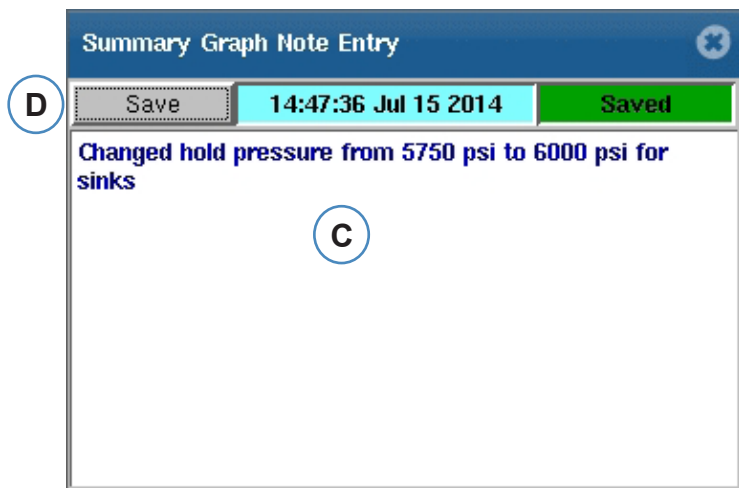 Summary Graph Note Entry
D
Save 14:47:36 Jul 15 2014 Saved
Changed hold pressure from 5750 psi to 6000 psi for
sinks
C